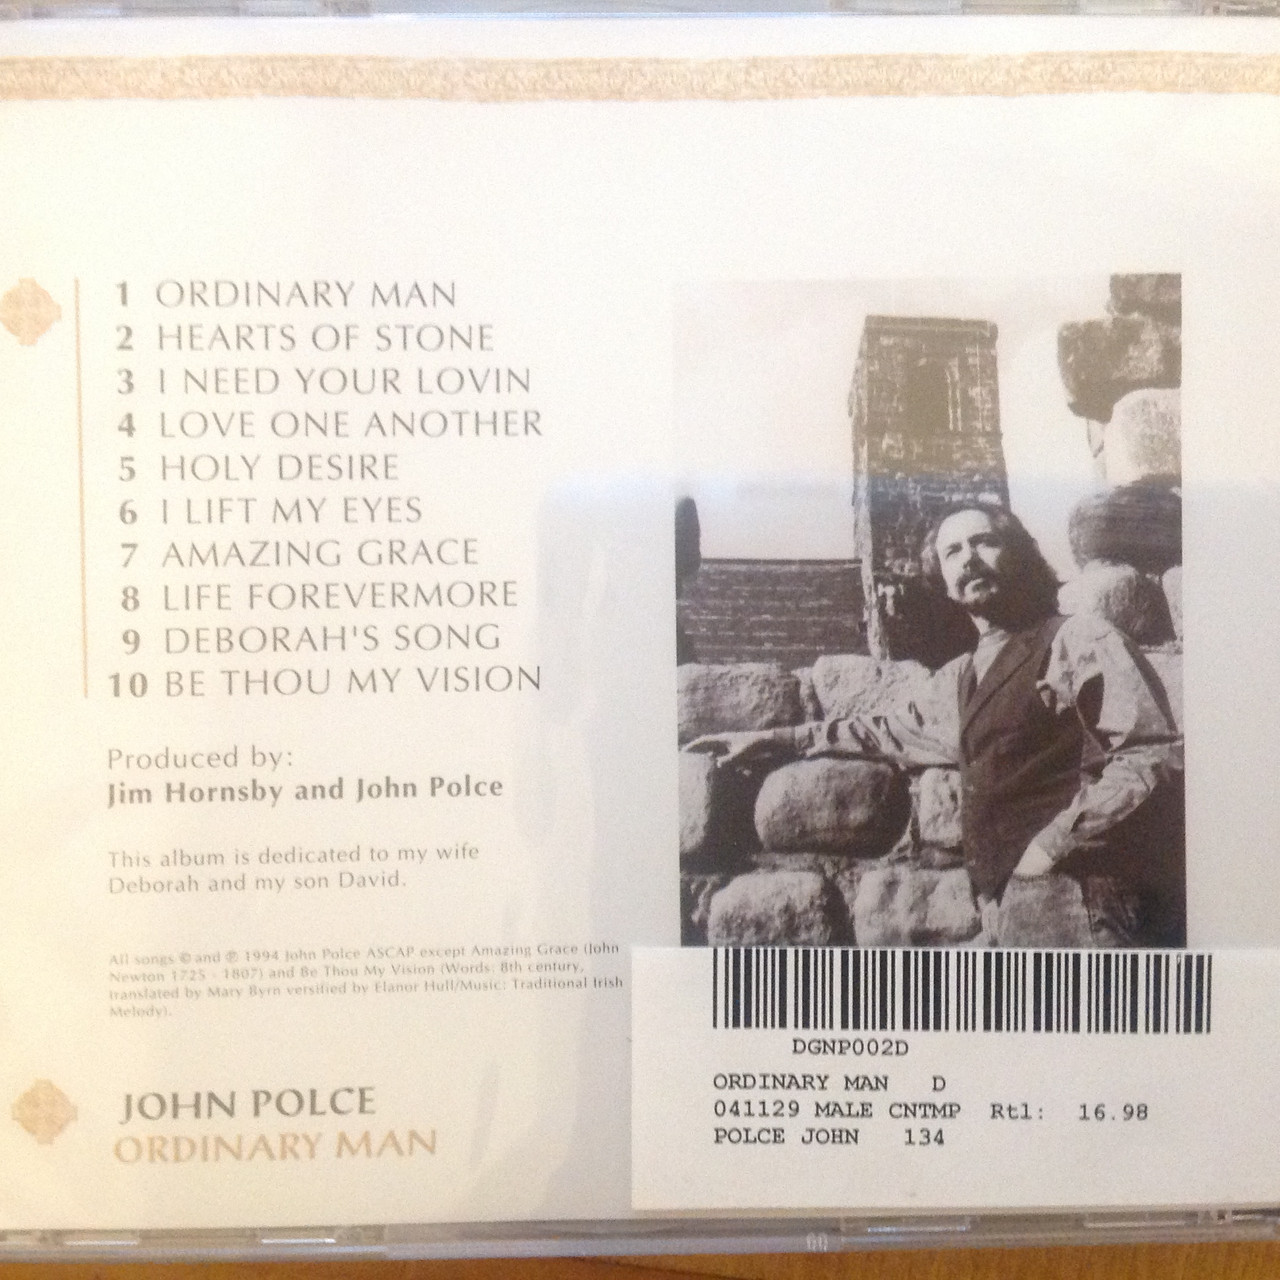 1 ORDINARY MAN
2 HEARTS OF STONE
3 I NEED YOUR LOVIN
4 LOVE ONE ANOTHER
5 HOLY DESIRE
6 I LIFT MY EYES
7 AMAZING GRACE
8 LIFE FOREVERMORE
9 DEBORAH'S SONG
10 BE THOU MY VISION
Produced by:
Jim Hornsby and John Polce
This album is dedicated to my wife
Deborah and my son David.
All songs © and ℗ 1994 John Polce ASCAP except Amazing Grace (John
Newton 1725 - 1807) and Be Thou My Vision (Words: 8th century,
translated by Mary Byrn versified by Elanor Hull/Music: Traditional Irish
Melody).
JOHN POLCE
ORDINARY MAN
DGNP002D
ORDINARY MAN D
041129 MALE CNTMP Rtl: 16.98
POLCE JOHN 134